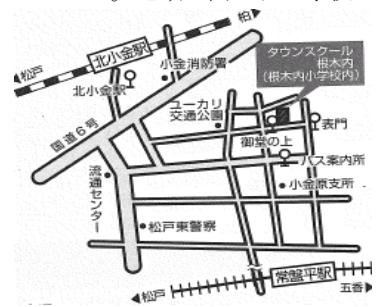 柏▶
◀松戸
北小金駅
小金消防署
北小金駅
国道6号
タウンスクール
根木内
(根木内小学校内)
ユーカリ
交通公園
表門
御堂の上
バス案内所
小金原支所
流通センター
松戸東警察
常盤平駅
◀松戸
五香▶